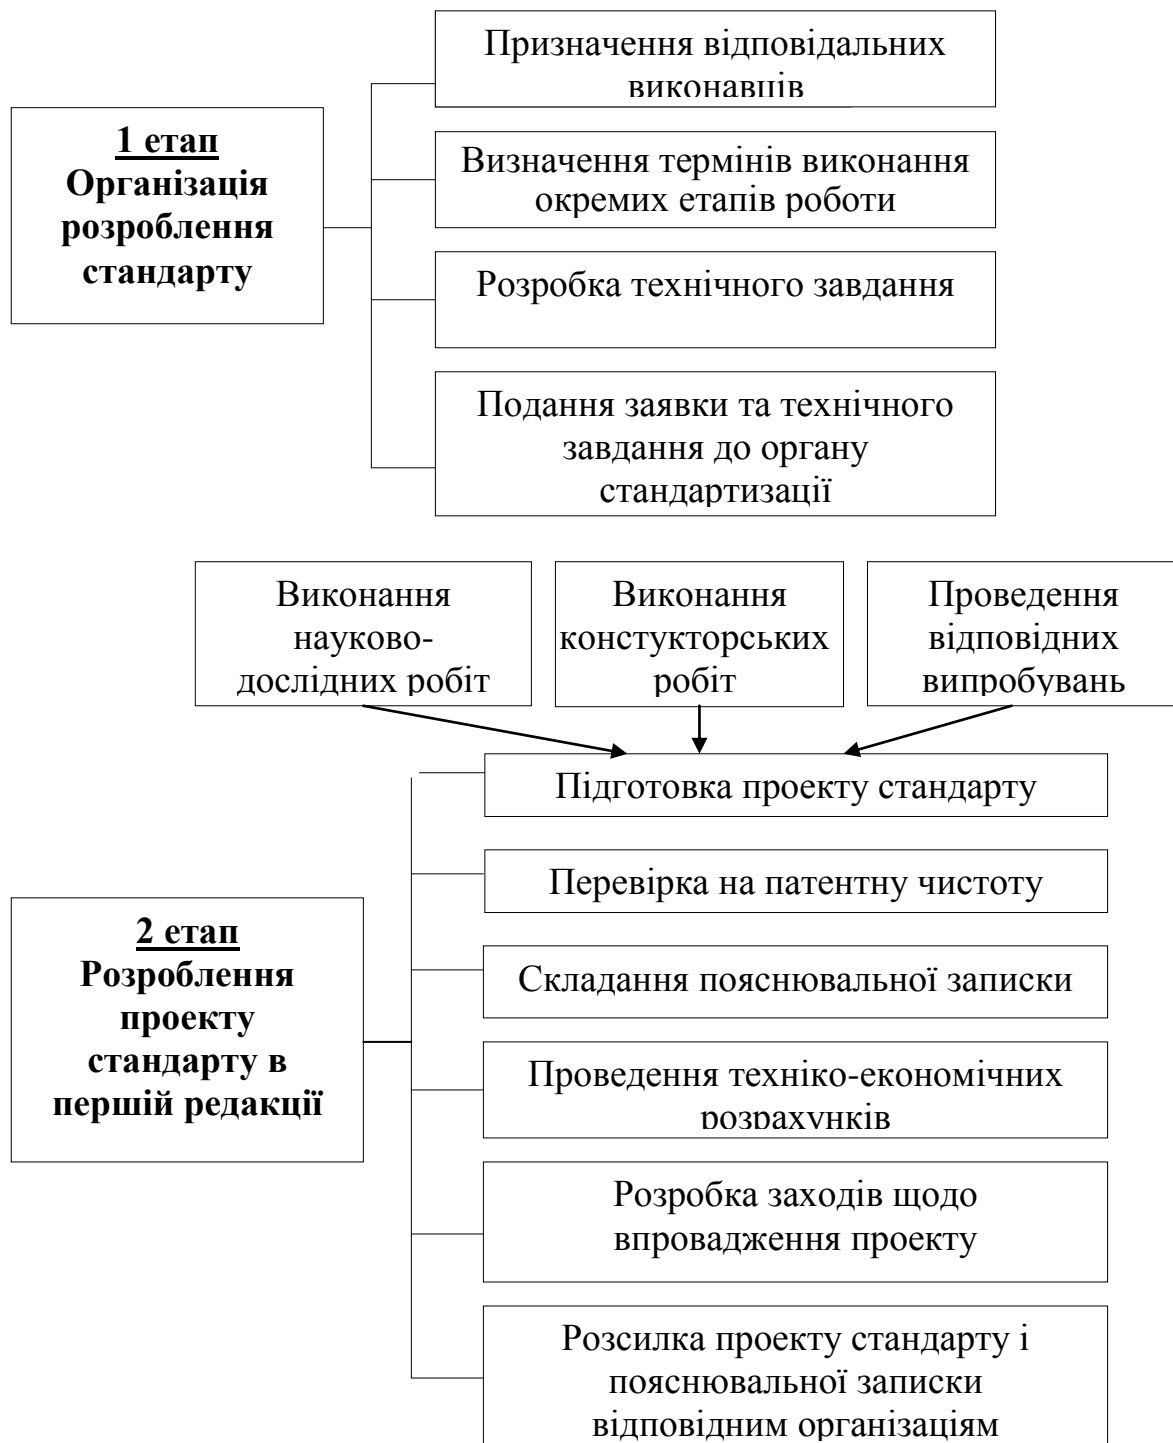 Призначення відповідальних
виконавців
1 етап
Організація
розроблення
стандарту
Визначення термінів виконання
окремих етапів роботи
Розробка технічного завдання
Подання заявки та технічного
завдання до органу
стандартизації
Виконання
науково-
дослідних робіт
Виконання
констукторських
робіт
Проведення
відповідних
випробувань
Підготовка проекту стандарту
Перевірка на патентну чистоту
2 етап
Розроблення
проекту
стандарту в
першій редакції
Складання пояснювальної записки
Проведення техніко-економічних
розрахунків
Розробка заходів щодо
впровадження проекту
Розсилка проекту стандарту і
пояснювальної записки
відповідним організаціям